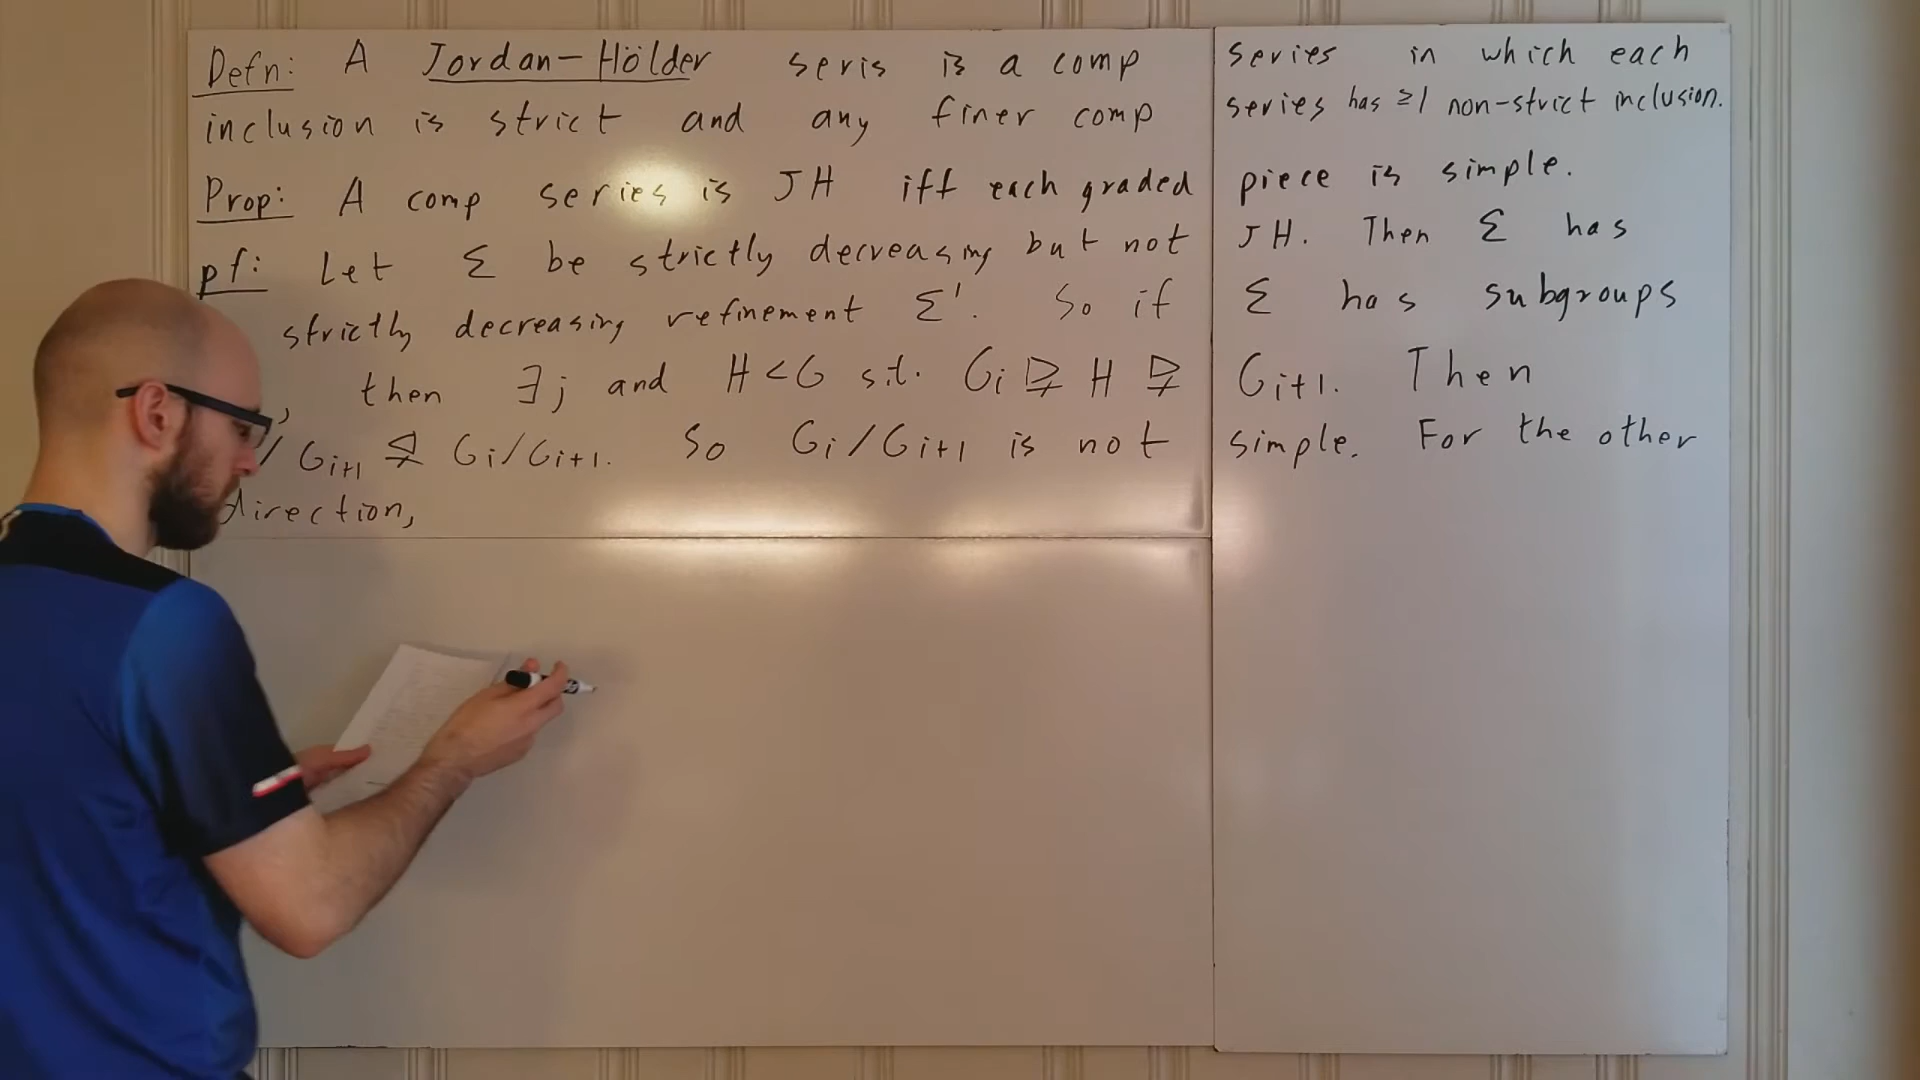 Defn: A Jordan-Hölder seris is a comp series in which each
inclusion is strict and any finer comp series has ≥1 non-strict inclusion.
Prop: A comp series is JH iff each graded piece is simple.
pf: Let Σ be strictly decreasing but not JH. Then Σ has
strictly decreasing refinement Σ'. So if Σ has subgroups
, then ∃j and H<G s.t. Gi ⋭ H ⋭ Gi+1. Then
/ Gi+1 ⋬ Gi/Gi+1. So Gi/Gi+1 is not simple. For the other
direction,